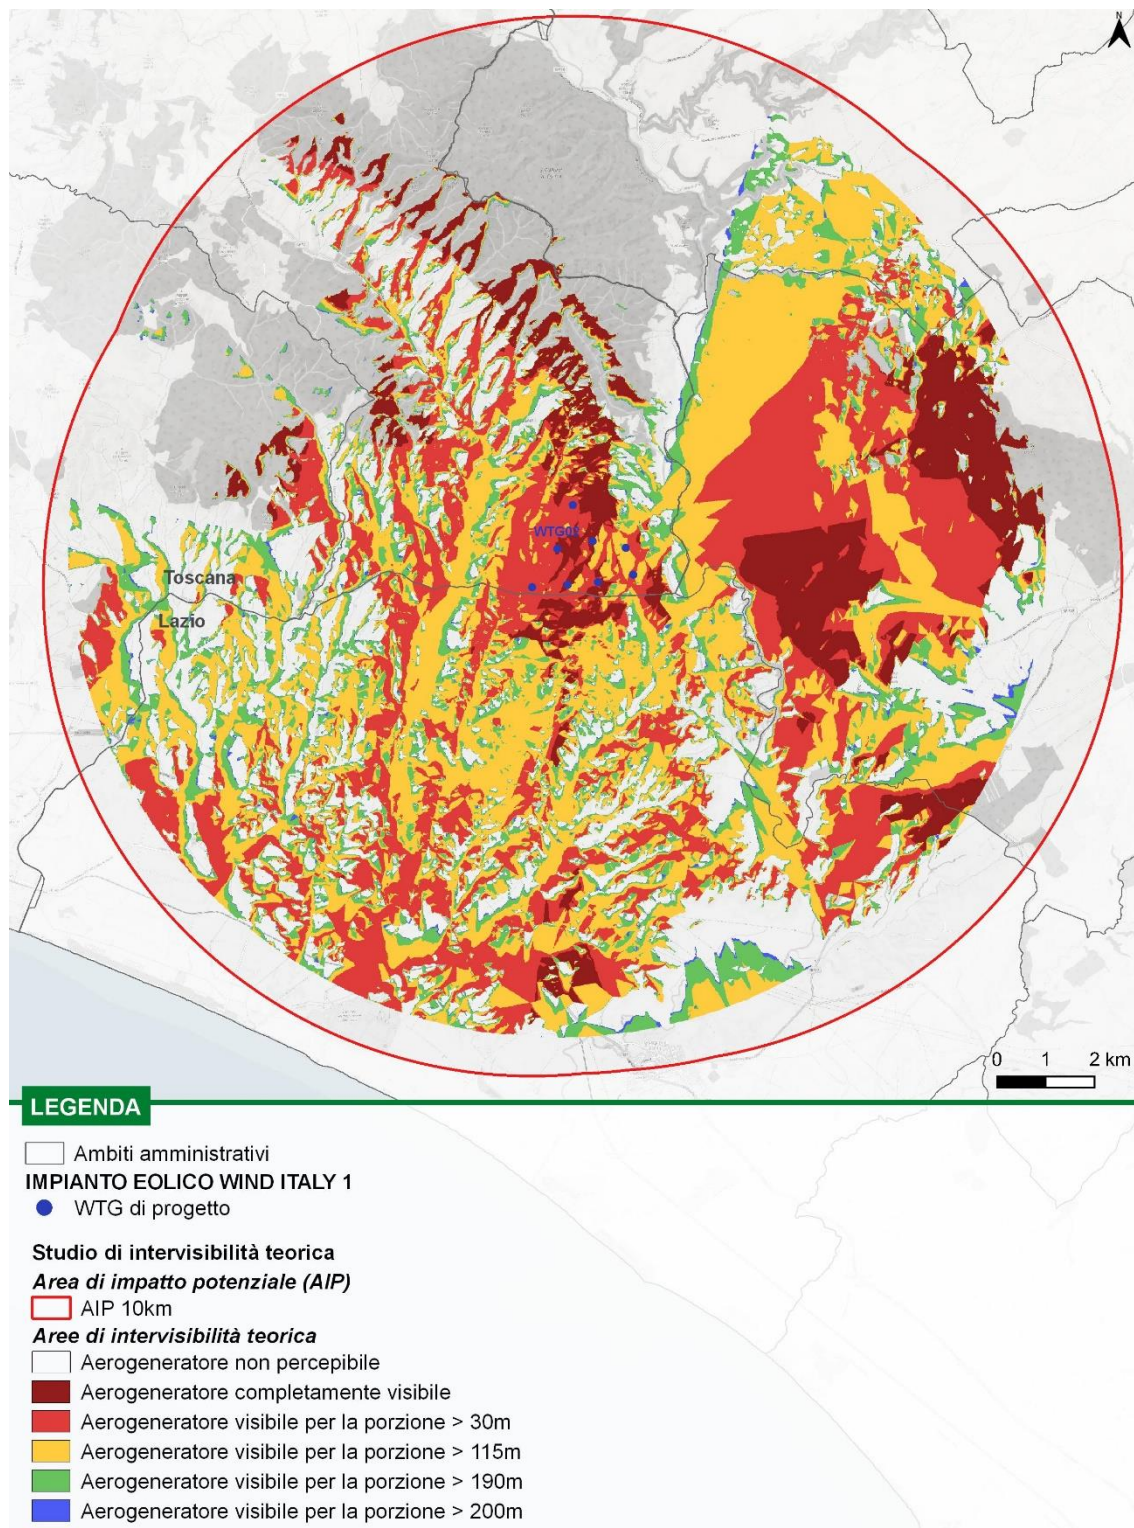 N
WTG02
Toscana
Lazio
0 1 2 km
LEGENDA
Ambiti amministrativi
IMPIANTO EOLICO WIND ITALY 1
WTG di progetto
Studio di intervisibilità teorica
Area di impatto potenziale (AIP)
AIP 10km
Aree di intervisibilità teorica
Aerogeneratore non percepibile
Aerogeneratore completamente visibile
Aerogeneratore visibile per la porzione > 30m
Aerogeneratore visibile per la porzione > 115m
Aerogeneratore visibile per la porzione > 190m
Aerogeneratore visibile per la porzione > 200m